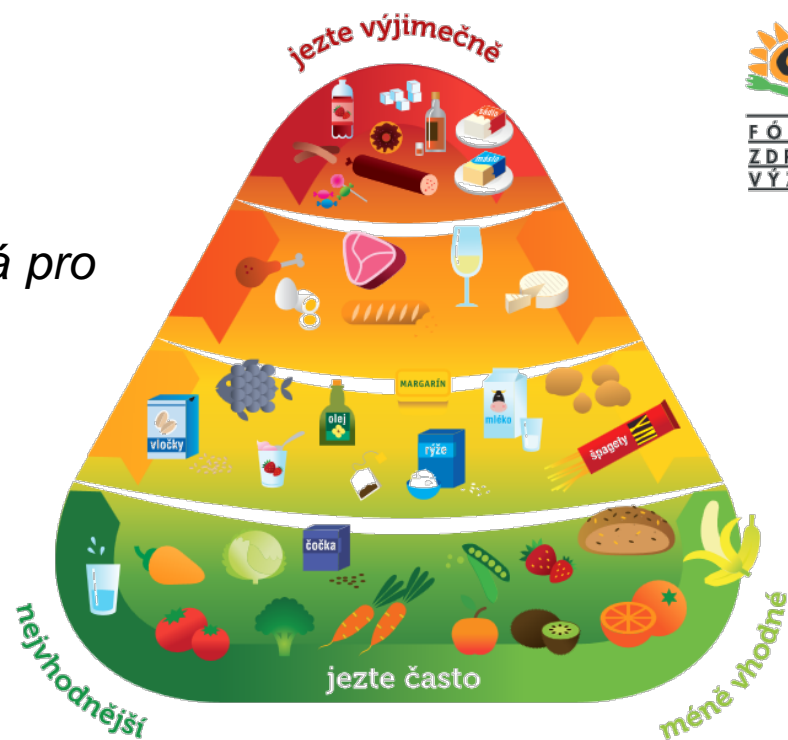 jezte výjimečně
F Ó
Z D
V Ý
á pro
sádlo
máslo
MARGARÍN
olej
mléko
vločky
rýže
špagety
čočka
nejvhodnější
jezte často
méně vhodné